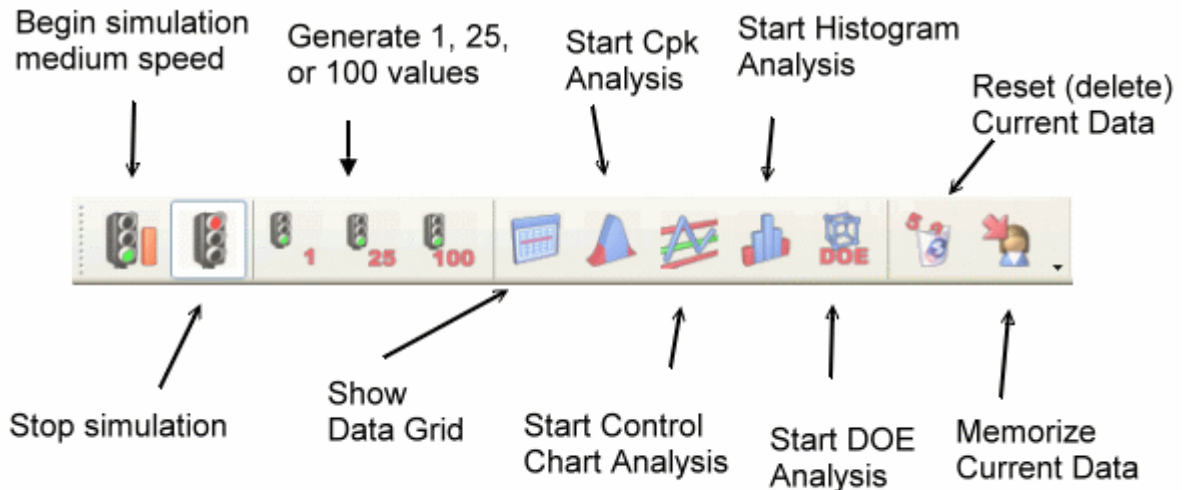 Begin simulation
medium speed
Generate 1, 25,
or 100 values
Start Cpk
Analysis
Start Histogram
Analysis
Reset (delete)
Current Data
1
25
100
DOE
Stop simulation
Show
Data Grid
Start Control
Chart Analysis
Start DOE
Analysis
Memorize
Current Data